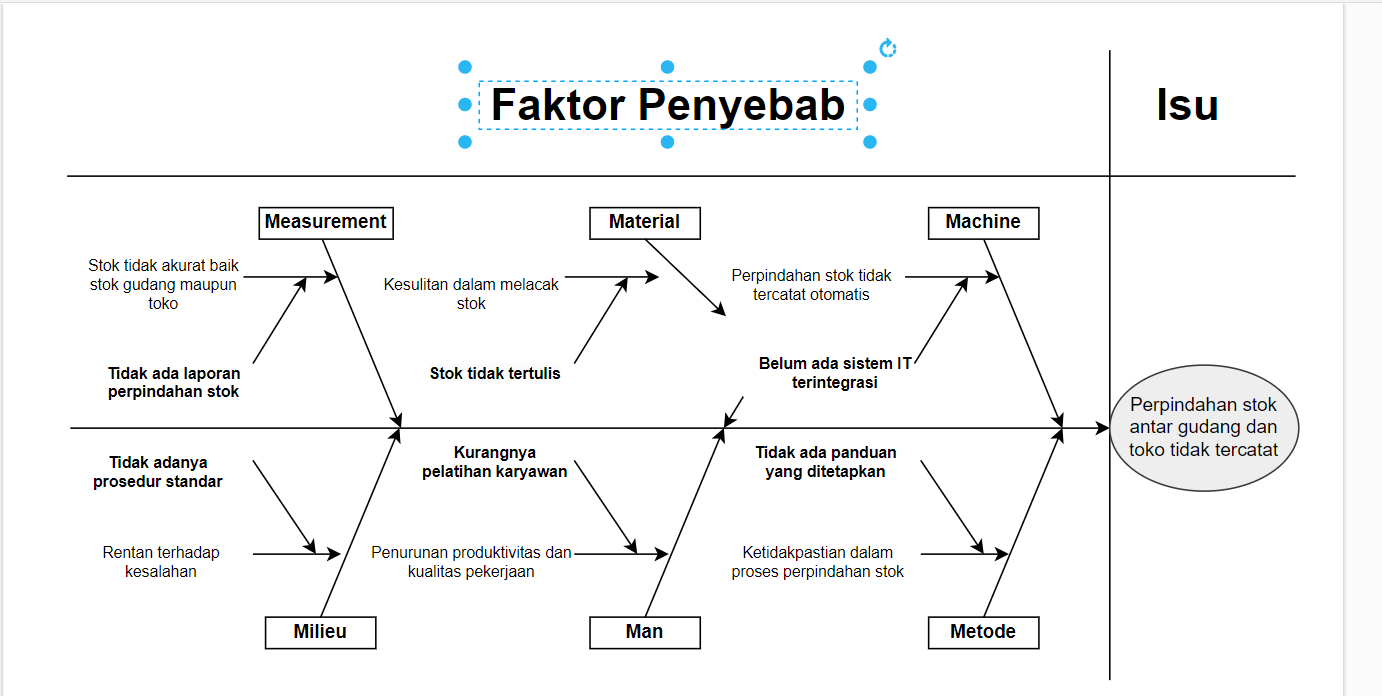 Faktor Penyebab
Isu
Measurement
Material
Machine
Stok tidak akurat baik
stok gudang maupun
toko
Kesulitan dalam melacak
stok
Perpindahan stok tidak
tercatat otomatis
Tidak ada laporan
perpindahan stok
Stok tidak tertulis
Belum ada sistem IT
terintegrasi
Perpindahan stok
antar gudang dan
toko tidak tercatat
Tidak adanya
prosedur standar
Kurangnya
pelatihan karyawan
Tidak ada panduan
yang ditetapkan
Rentan terhadap
kesalahan
Penurunan produktivitas dan
kualitas pekerjaan
Ketidakpastian dalam
proses perpindahan stok
Milieu
Man
Metode